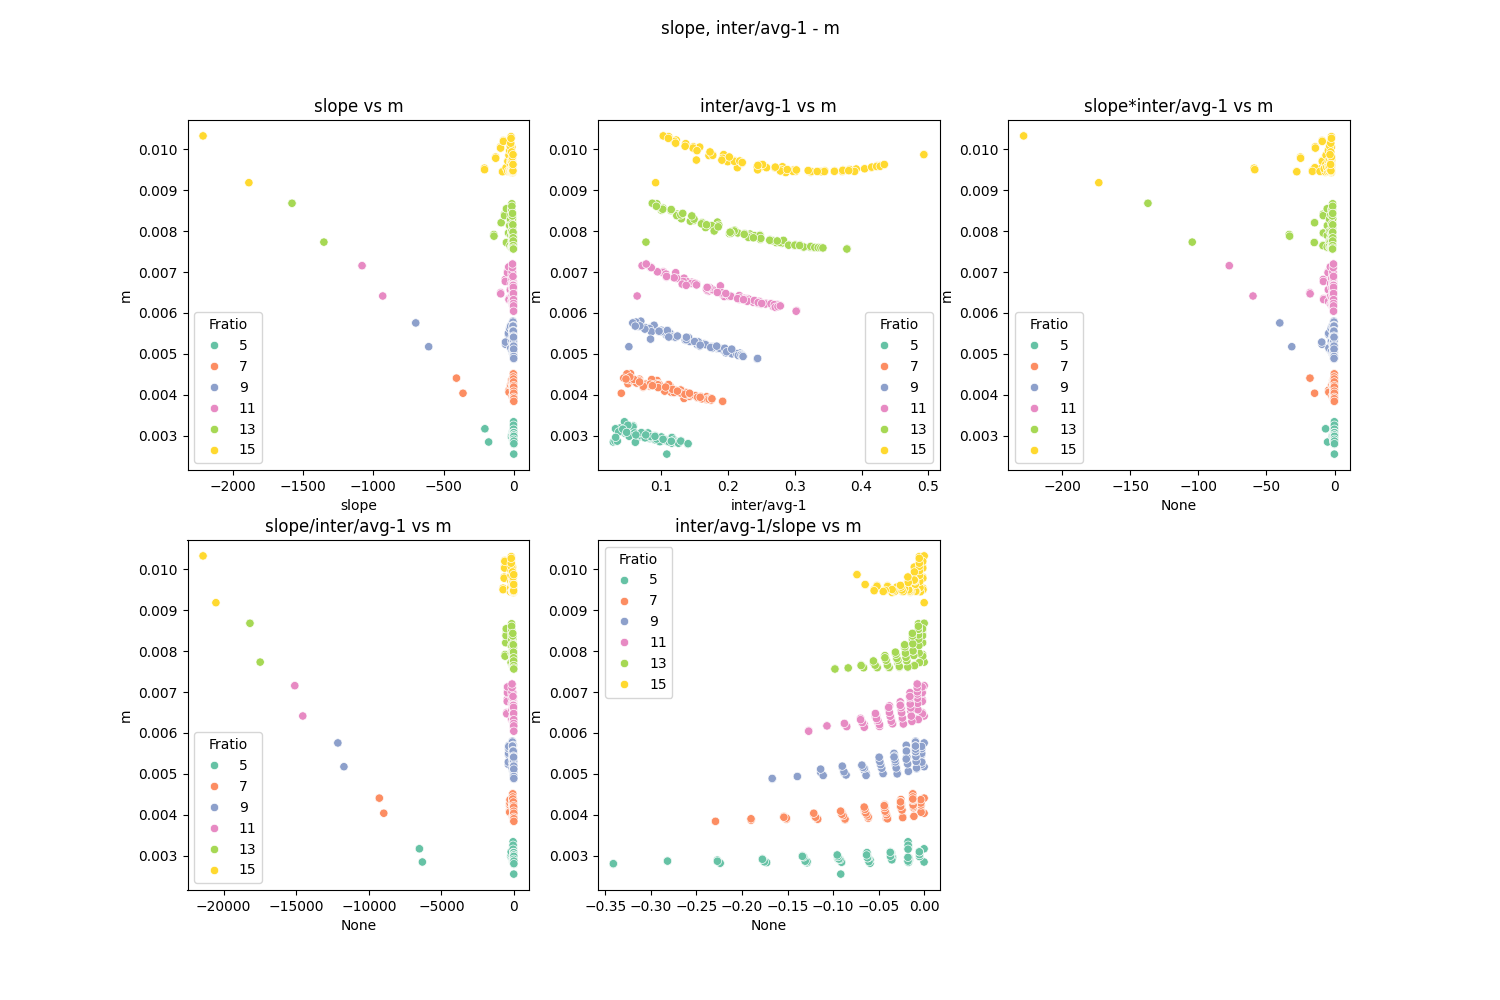 slope, inter/avg-1 - m
slope vs m
0.010
0.009
0.008
0.007
0.006
0.005
0.004
0.003
m
Fratio
5
7
9
11
13
15
−2000 −1500 −1000 −500 0
slope
inter/avg-1 vs m
0.010
0.009
0.008
0.007
0.006
0.005
0.004
0.003
m
Fratio
5
7
9
11
13
15
0.1 0.2 0.3 0.4 0.5
inter/avg-1
slope*inter/avg-1 vs m
0.010
0.009
0.008
0.007
0.006
0.005
0.004
0.003
m
Fratio
5
7
9
11
13
15
−200 −150 −100 −50 0
None
slope/inter/avg-1 vs m
0.010
0.009
0.008
0.007
0.006
0.005
0.004
0.003
m
Fratio
5
7
9
11
13
15
−20000 −15000 −10000 −5000 0
None
inter/avg-1/slope vs m
0.010
0.009
0.008
0.007
0.006
0.005
0.004
0.003
m
Fratio
5
7
9
11
13
15
−0.35 −0.30 −0.25 −0.20 −0.15 −0.10 −0.05 0.00
None